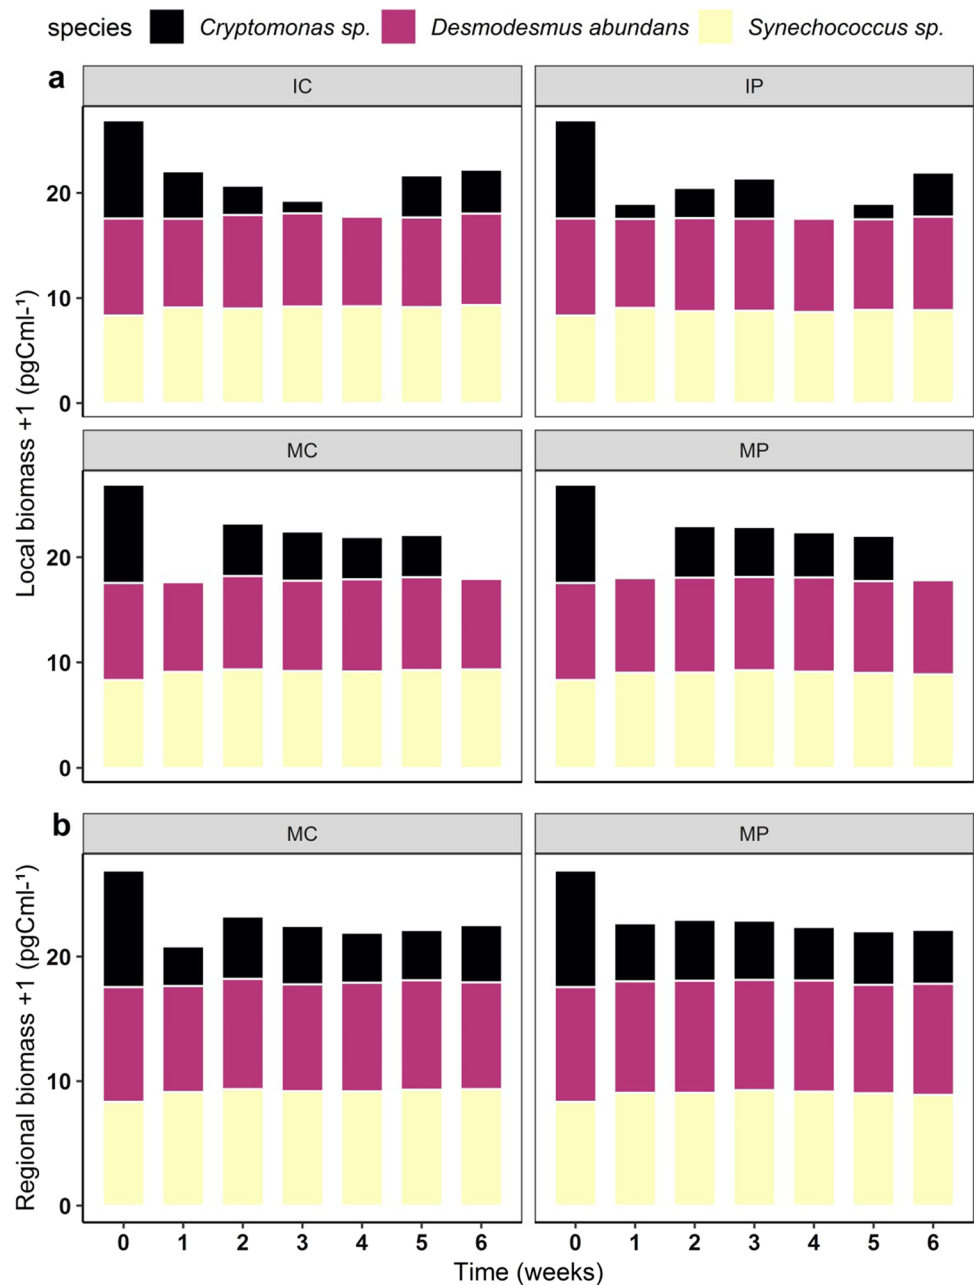 species Cryptomonas sp. Desmodesmus abundans Synechococcus sp.
a
IC IP
20
10
0
MC MP
20
10
0
Local biomass +1 (pgCml-¹)
b
MC MP
20
10
0
Regional biomass +1 (pgCml-¹)
0 1 2 3 4 5 6 0 1 2 3 4 5 6
Time (weeks)